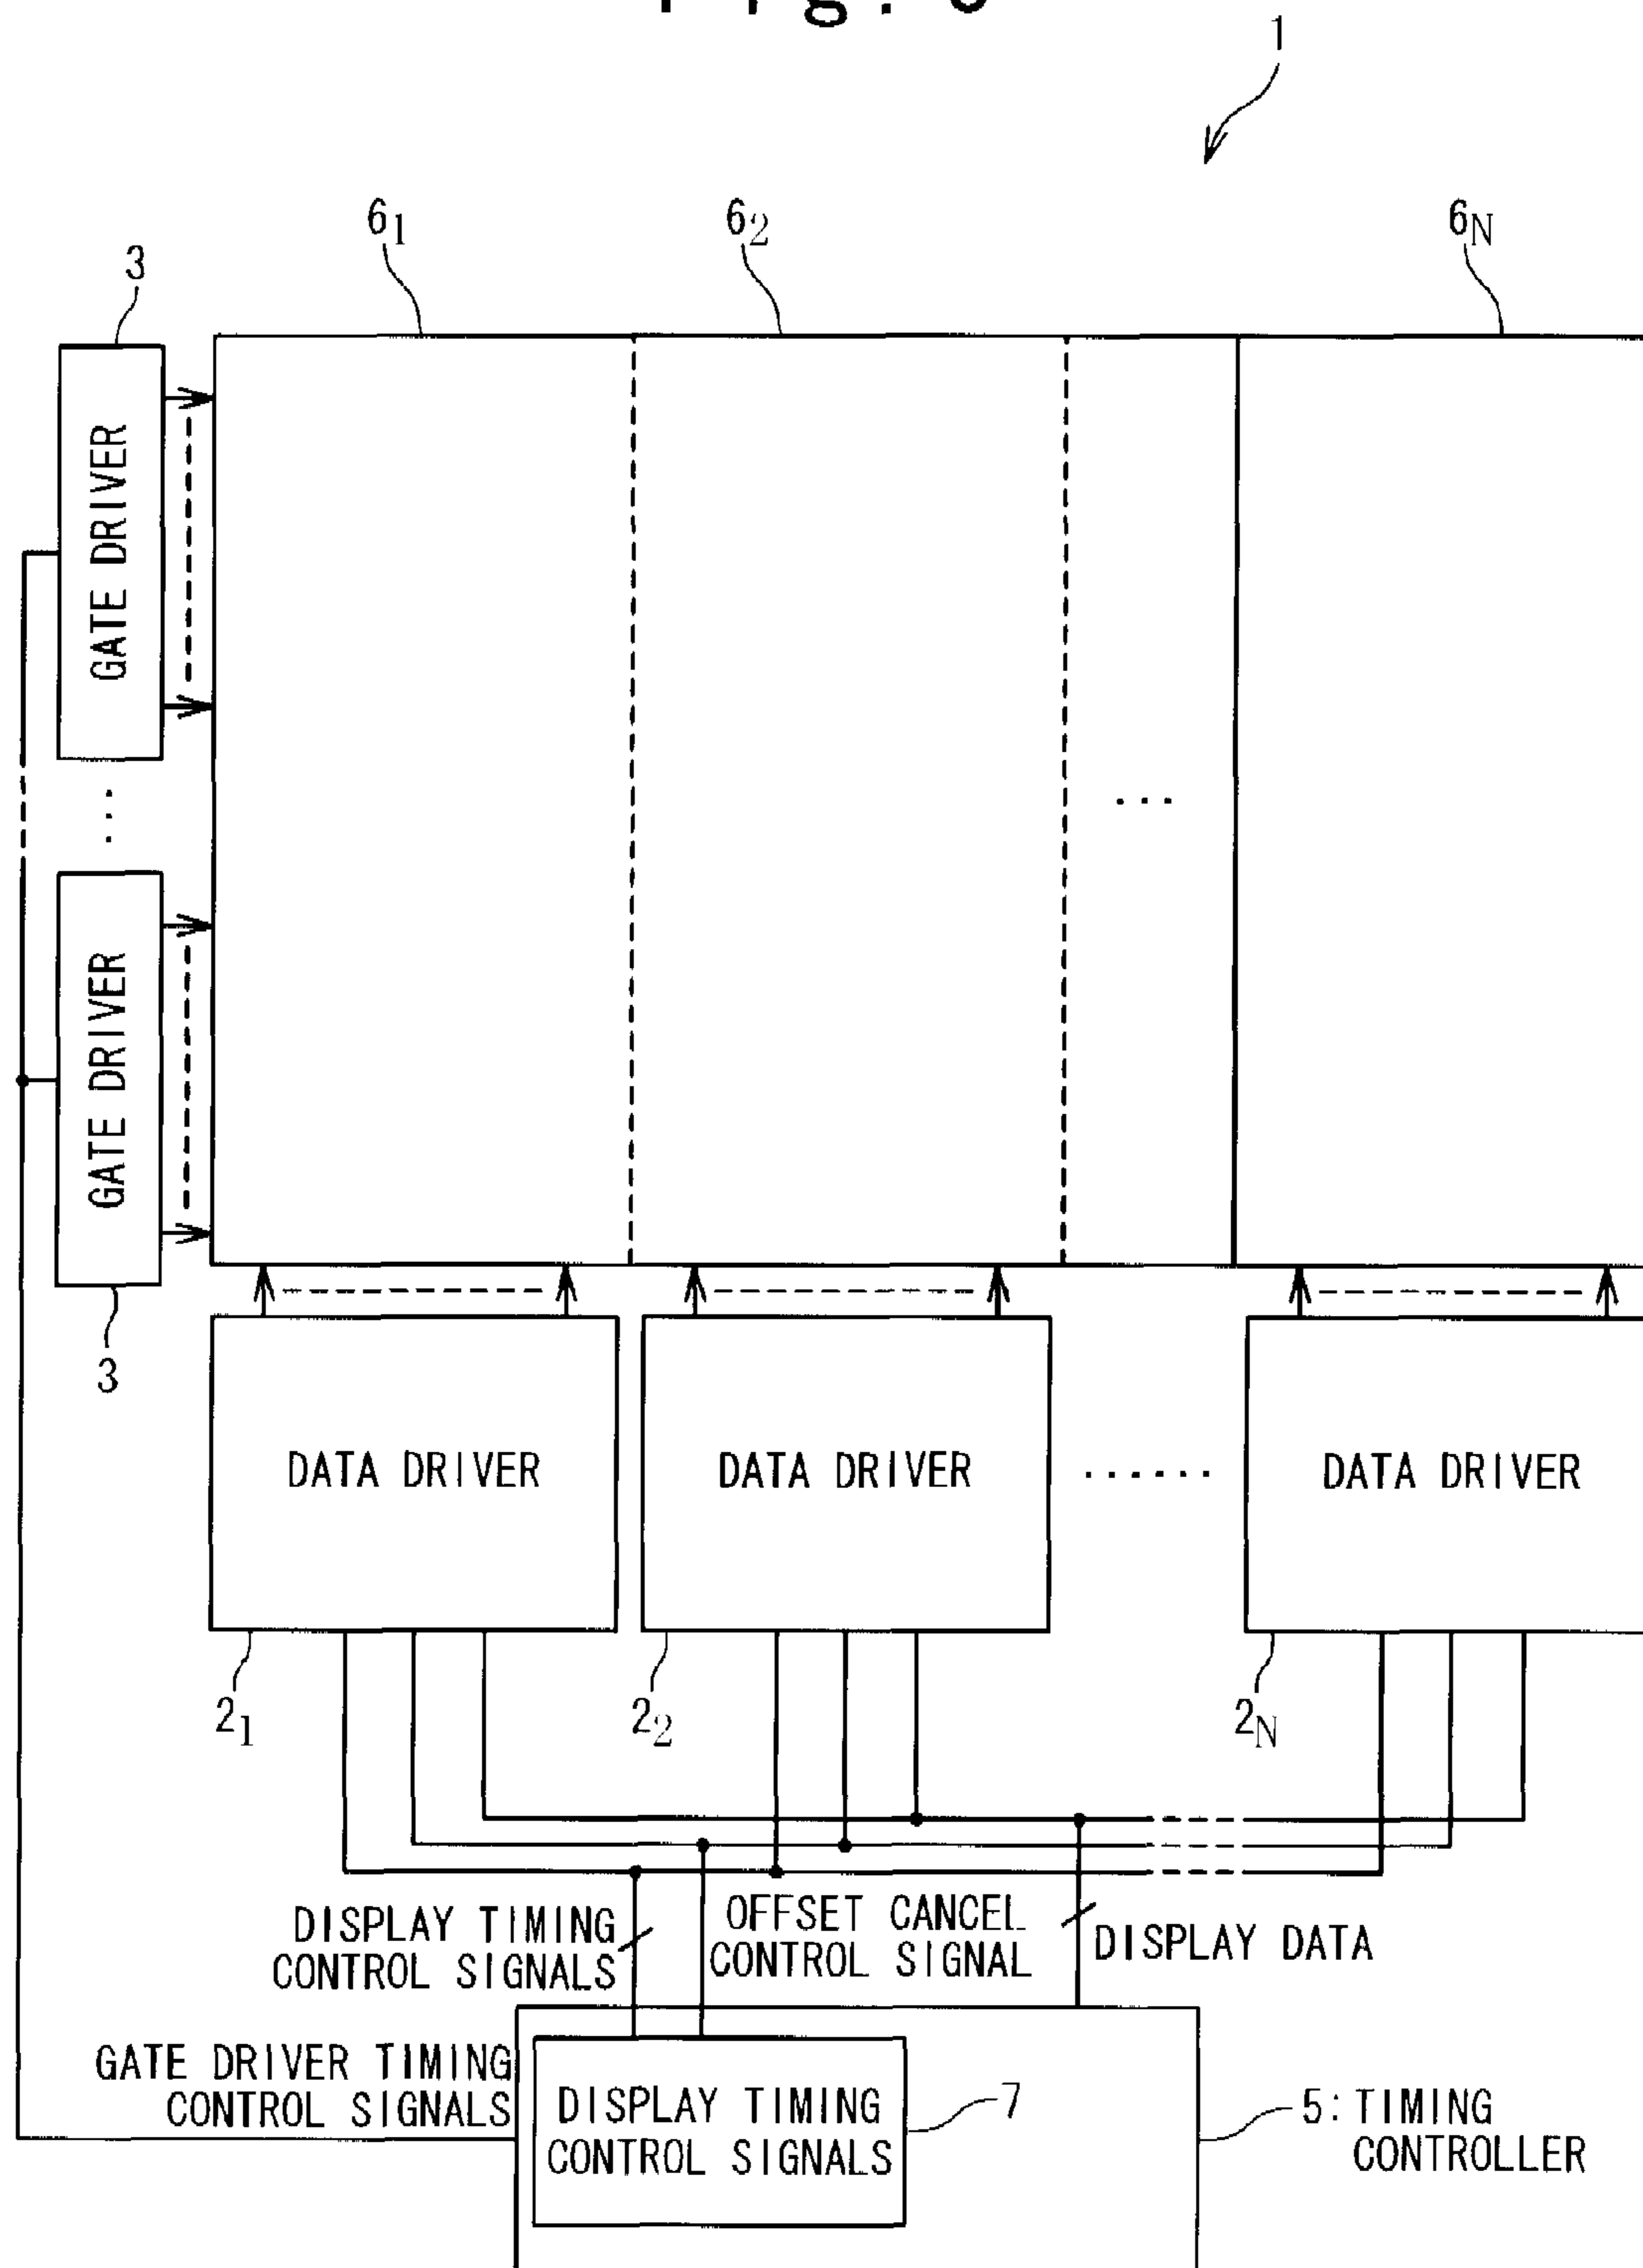 1
6₁
6₂
6N
3
GATE DRIVER
...
...
GATE DRIVER
3
DATA DRIVER
DATA DRIVER
......
DATA DRIVER
2₁
2₂
2N
DISPLAY TIMING
CONTROL SIGNALS
OFFSET CANCEL
CONTROL SIGNAL
DISPLAY DATA
GATE DRIVER TIMING
CONTROL SIGNALS
DISPLAY TIMING
CONTROL SIGNALS
7
5: TIMING
CONTROLLER